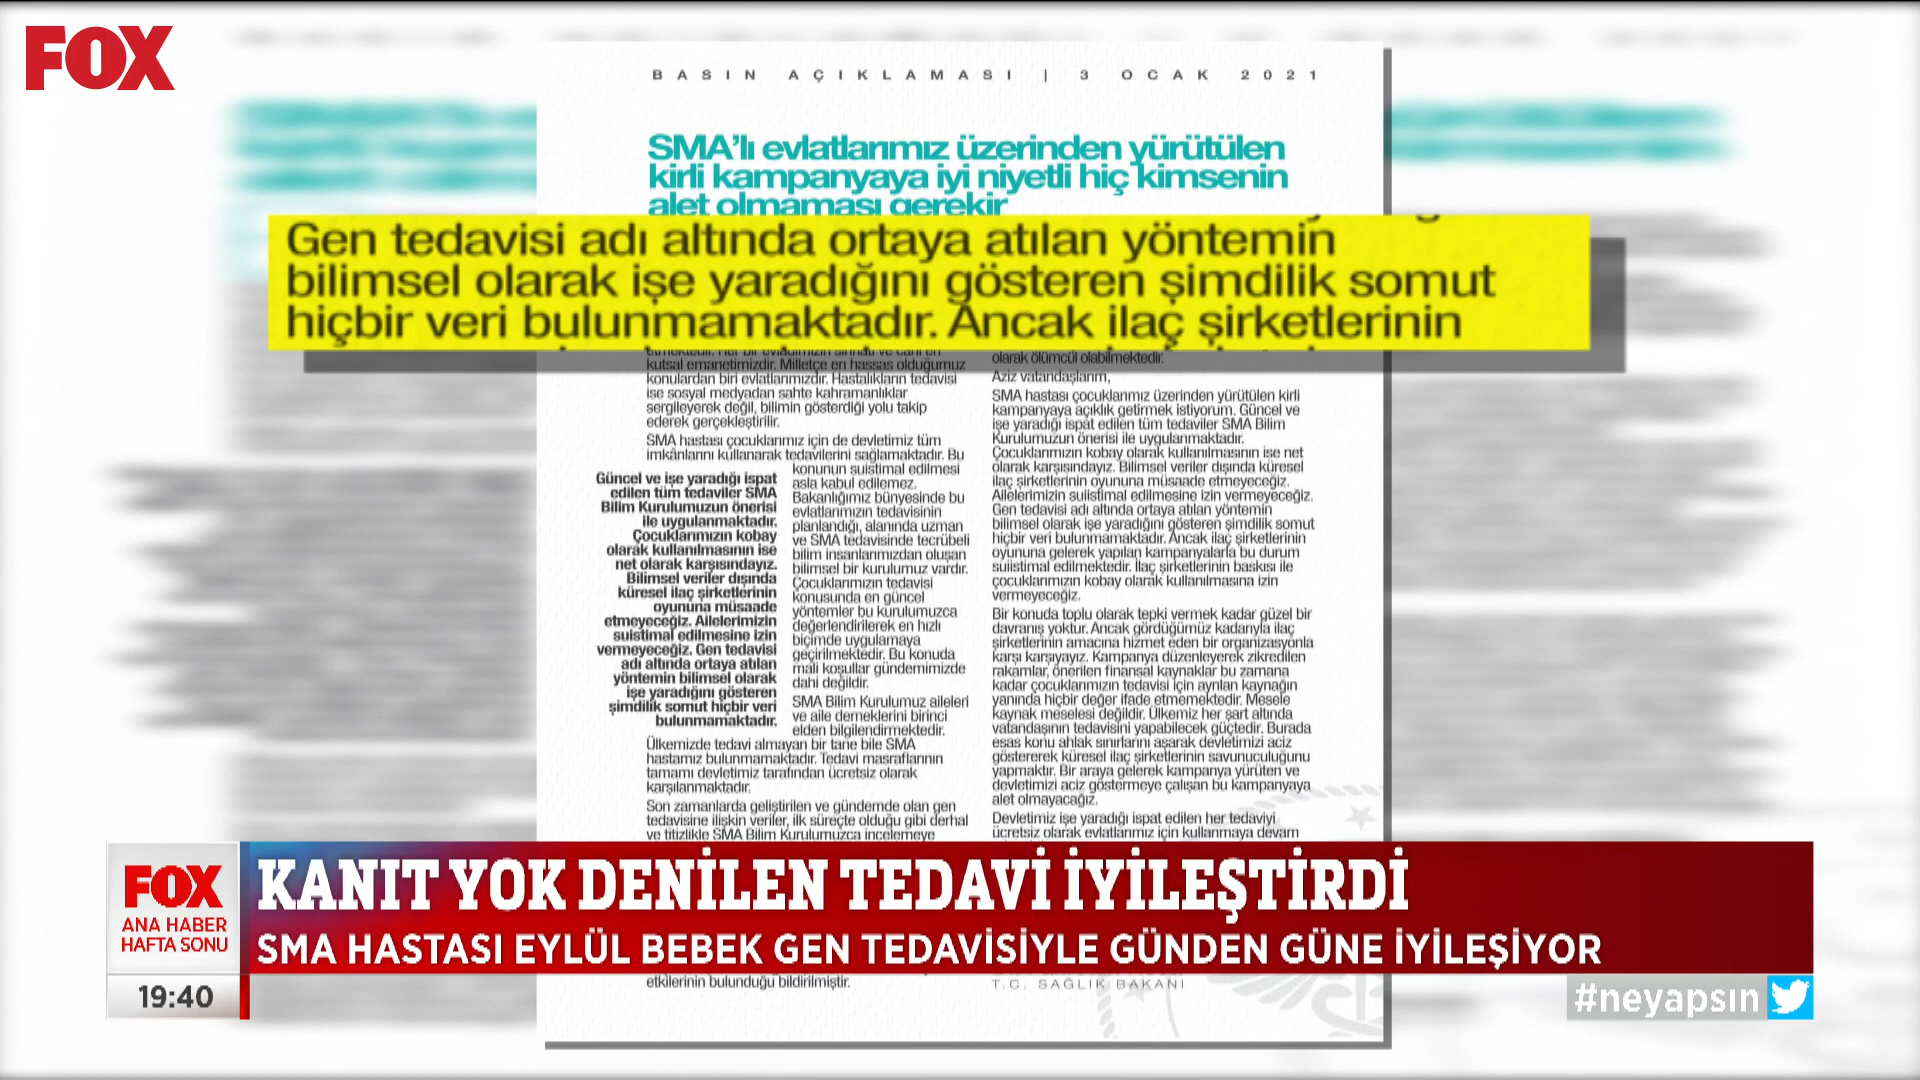 FOX
BASIN AÇIKLAMASI | 3 OCAK 2021
SMA'lı evlatlarımız üzerinden yürütülen
kirli kampanyaya iyi niyetli hiç kimsenin
alet olmaması gerekir
Gen tedavisi adı altında ortaya atılan yöntemin
bilimsel olarak işe yaradığını gösteren şimdilik somut
hiçbir veri bulunmamaktadır. Ancak ilaç şirketlerinin
etmektedir. Her bir evladımızın sıhhati ve canı en
kutsal emanetimizdir. Milletçe en hassas olduğumuz
konulardan biri evlatlarımızdır. Hastalıkların tedavisi
ise sosyal medyadan sahte kahramanlıklar
sergileyerek değil, bilimin gösterdiği yolu takip
ederek gerçekleştirilir.
SMA hastası çocuklarımız için de devletimiz tüm
imkânlarını kullanarak tedavilerini sağlamaktadır. Bu
konunun suistimal edilmesi
asla kabul edilemez.
Bakanlığımız bünyesinde bu
evlatlarımızın tedavisinin
planlandığı, alanında uzman
ve SMA tedavisinde tecrübeli
bilim insanlarımızdan oluşan
bilimsel bir kurulumuz vardır.
Çocuklarımızın tedavisi
konusunda en güncel
yöntemler bu kurulumuzca
değerlendirilerek en hızlı
biçimde uygulamaya
geçirilmektedir. Bu konuda
mali koşullar gündemimizde
dahi değildir.
SMA Bilim Kurulumuz aileleri
ve aile derneklerini birinci
elden bilgilendirmektedir.
Güncel ve işe yaradığı ispat
edilen tüm tedaviler SMA
Bilim Kurulumuzun önerisi
ile uygulanmaktadır.
Çocuklarımızın kobay
olarak kullanılmasının ise
net olarak karşısındayız.
Bilimsel veriler dışında
küresel ilaç şirketlerinin
oyununa müsaade
etmeyeceğiz. Ailelerimizin
suistimal edilmesine izin
vermeyeceğiz. Gen tedavisi
adı altında ortaya atılan
yöntemin bilimsel olarak
işe yaradığını gösteren
şimdilik somut hiçbir veri
bulunmamaktadır.
Ülkemizde tedavi almayan bir tane bile SMA
hastamız bulunmamaktadır. Tedavi masraflarının
tamamı devletimiz tarafından ücretsiz olarak
karşılanmaktadır.
Son zamanlarda geliştirilen ve gündemde olan gen
tedavisine ilişkin veriler, ilk süreçte olduğu gibi derhal
ve titizlikle SMA Bilim Kurulumuzca incelemeye
etkilerinin bulunduğu bildirilmiştir.
olarak ölümcül olabilmektedir.
Aziz vatandaşlarım,
SMA hastası çocuklarımız üzerinden yürütülen kirli
kampanyaya açıklık getirmek istiyorum. Güncel ve
işe yaradığı ispat edilen tüm tedaviler SMA Bilim
Kurulumuzun önerisi ile uygulanmaktadır.
Çocuklarımızın kobay olarak kullanılmasının ise net
olarak karşısındayız. Bilimsel veriler dışında küresel
ilaç şirketlerinin oyununa müsaade etmeyeceğiz.
Ailelerimizin suiistimal edilmesine izin vermeyeceğiz.
Gen tedavisi adı altında ortaya atılan yöntemin
bilimsel olarak işe yaradığını gösteren şimdilik somut
hiçbir veri bulunmamaktadır. Ancak ilaç şirketlerinin
oyununa gelerek yapılan kampanyalarla bu durum
suiistimal edilmektedir. İlaç şirketlerinin baskısı ile
çocuklarımızın kobay olarak kullanılmasına izin
vermeyeceğiz.
Bir konuda toplu olarak tepki vermek kadar güzel bir
davranış yoktur. Ancak gördüğümüz kadarıyla ilaç
şirketlerinin amacına hizmet eden bir organizasyonla
karşı karşıyayız. Kampanya düzenleyerek zikredilen
rakamlar, önerilen finansal kaynaklar bu zamana
kadar çocuklarımızın tedavisi için ayrılan kaynağın
yanında hiçbir değer ifade etmemektedir. Mesele
kaynak meselesi değildir. Ülkemiz her şart altında
vatandaşının tedavisini yapabilecek güçtedir. Burada
esas konu ahlak sınırlarını aşarak devletimizi aciz
göstererek küresel ilaç şirketlerinin savunuculuğunu
yapmaktır. Bir araya gelerek kampanya yürüten ve
devletimizi aciz göstermeye çalışan bu kampanyaya
alet olmayacağız.
Devletimiz işe yaradığı ispat edilen her tedaviyi
ücretsiz olarak evlatlarımız için kullanmaya devam
T.C. SAĞLIK BAKANI
FOX
ANA HABER
HAFTA SONU
19:40
KANIT YOK DENİLEN TEDAVİ İYİLEŞTİRDİ
SMA HASTASI EYLÜL BEBEK GEN TEDAVİSİYLE GÜNDEN GÜNE İYİLEŞİYOR
#neyapsın